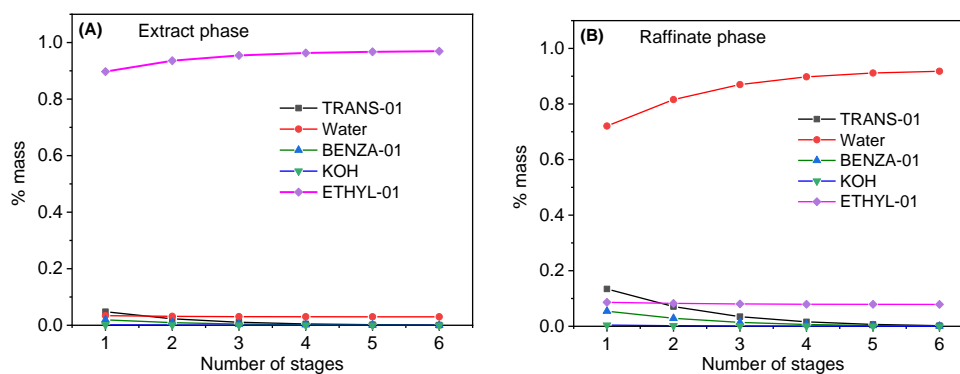 (A) Extract phase
% mass
1.0
0.8
0.6
0.4
0.2
0.0
TRANS-01
Water
BENZA-01
KOH
ETHYL-01
1 2 3 4 5 6
Number of stages
(B) Raffinate phase
% mass
1.0
0.8
0.6
0.4
0.2
0.0
TRANS-01
Water
BENZA-01
KOH
ETHYL-01
1 2 3 4 5 6
Number of stages